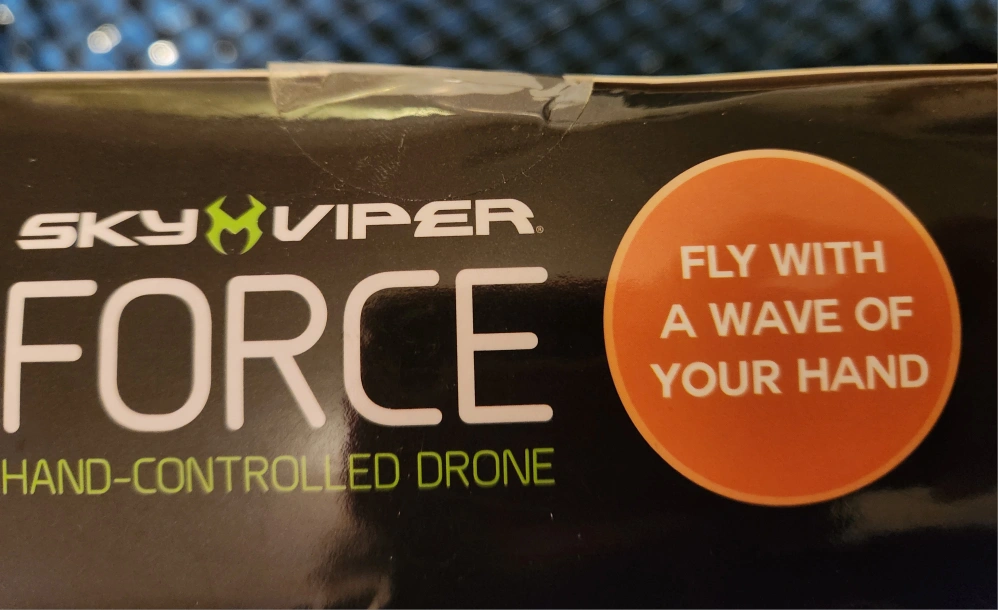 SKY VIPER®
FORCE
HAND-CONTROLLED DRONE
FLY WITH
A WAVE OF
YOUR HAND